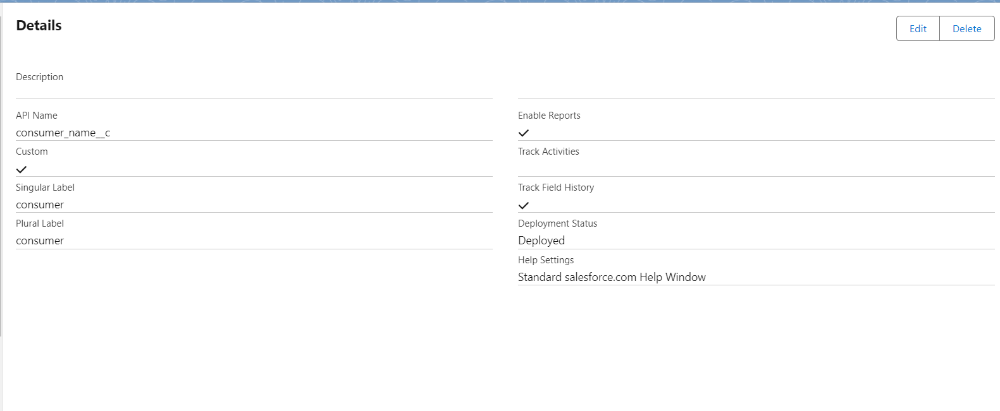 Details
Edit
Delete
Description
API Name
consumer_name__c
Enable Reports
Custom
Track Activities
Singular Label
consumer
Track Field History
Plural Label
consumer
Deployment Status
Deployed
Help Settings
Standard salesforce.com Help Window